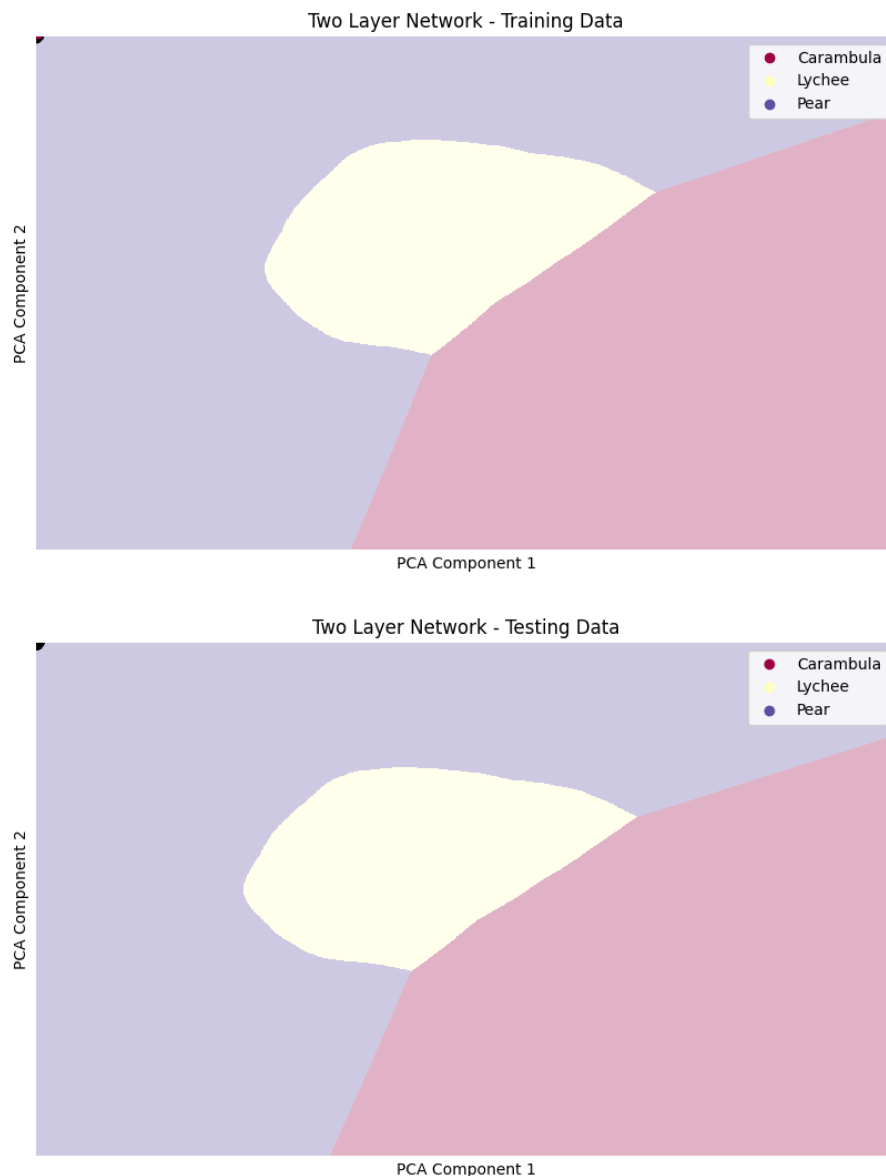 Two Layer Network - Training Data
Carambula
Lychee
Pear
PCA Component 2
PCA Component 1
Two Layer Network - Testing Data
Carambula
Lychee
Pear
PCA Component 2
PCA Component 1